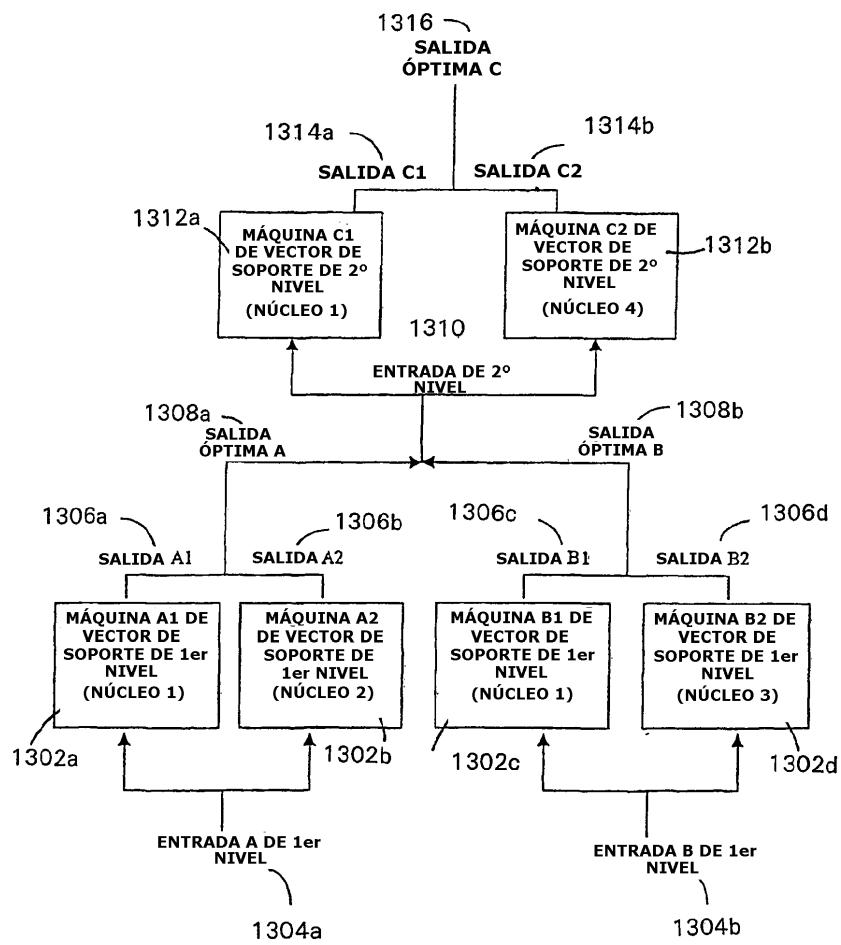 1316
SALIDA
ÓPTIMA C
1314a
1314b
SALIDA C1
SALIDA C2
1312a
MÁQUINA C1
DE VECTOR DE
SOPORTE DE 2º
NIVEL
(NÚCLEO 1)
MÁQUINA C2 DE
VECTOR DE
SOPORTE DE 2º
NIVEL
(NÚCLEO 4)
1312b
1310
ENTRADA DE 2º
NIVEL
1308a
SALIDA
ÓPTIMA A
1308b
SALIDA
ÓPTIMA B
1306a
1306b
1306c
1306d
SALIDA A1
SALIDA A2
SALIDA B1
SALIDA B2
MÁQUINA A1 DE
VECTOR DE
SOPORTE DE 1er
NIVEL
(NÚCLEO 1)
MÁQUINA A2
DE VECTOR DE
SOPORTE DE
1er NIVEL
(NÚCLEO 2)
MÁQUINA B1 DE
VECTOR DE
SOPORTE DE 1er
NIVEL
(NÚCLEO 1)
MÁQUINA B2 DE
VECTOR DE
SOPORTE DE 1er
NIVEL
(NÚCLEO 3)
1302a
1302b
1302c
1302d
ENTRADA A DE 1er
NIVEL
ENTRADA B DE 1er
NIVEL
1304a
1304b